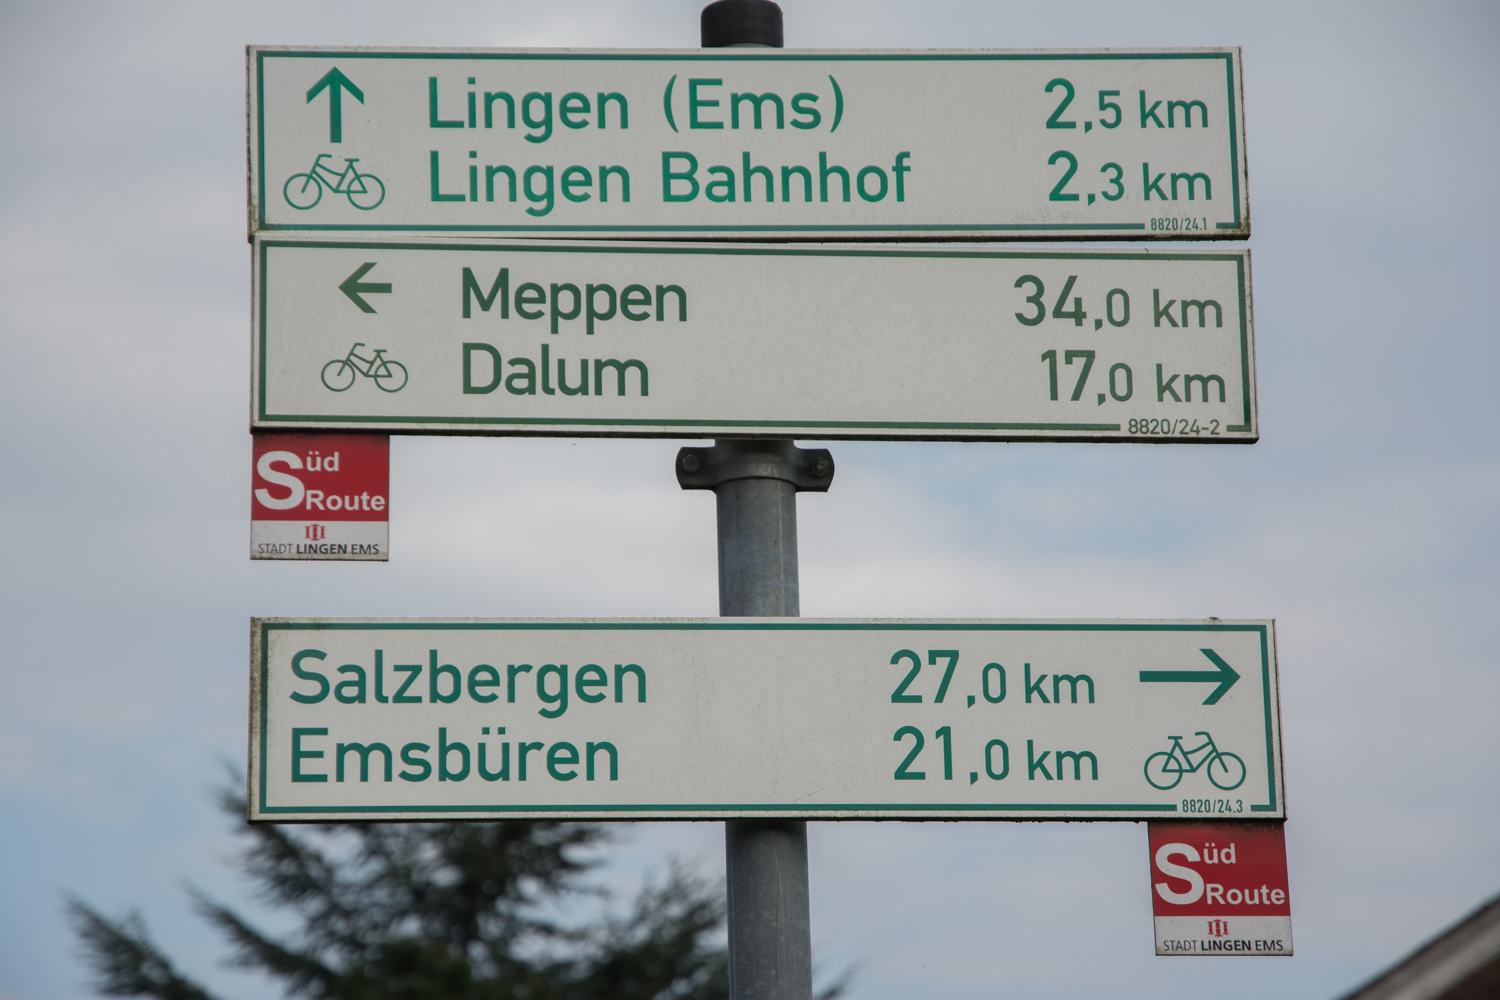 Lingen (Ems) 2,5 km
Lingen Bahnhof 2,3 km
8820/24.1
Meppen 34,0 km
Dalum 17,0 km
8820/24-2
Süd
Route
STADT LINGEN EMS
Salzbergen 27,0 km
Emsbüren 21,0 km
8820/24.3
Süd
Route
STADT LINGEN EMS